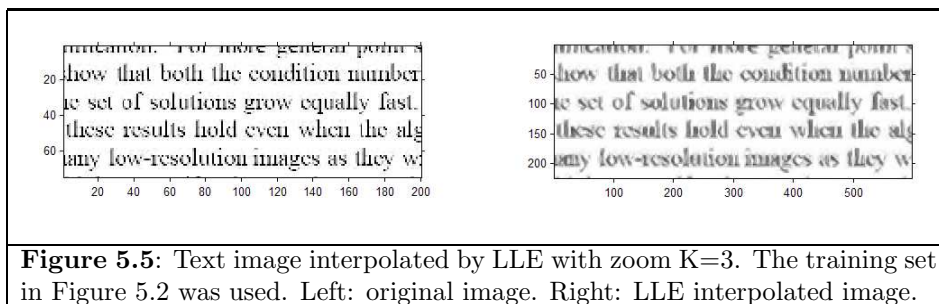 mication. For more general point s
how that both the condition number
ie set of solutions grow equally fast.
these results hold even when the alg
any low-resolution images as they w
20
40
60
20 40 60 80 100 120 140 160 180 200
mication. For more general point s
how that both the condition number
ie set of solutions grow equally fast.
these results hold even when the alg
any low-resolution images as they w
50
100
150
200
100 200 300 400 500
Figure 5.5: Text image interpolated by LLE with zoom K=3. The training set
in Figure 5.2 was used. Left: original image. Right: LLE interpolated image.